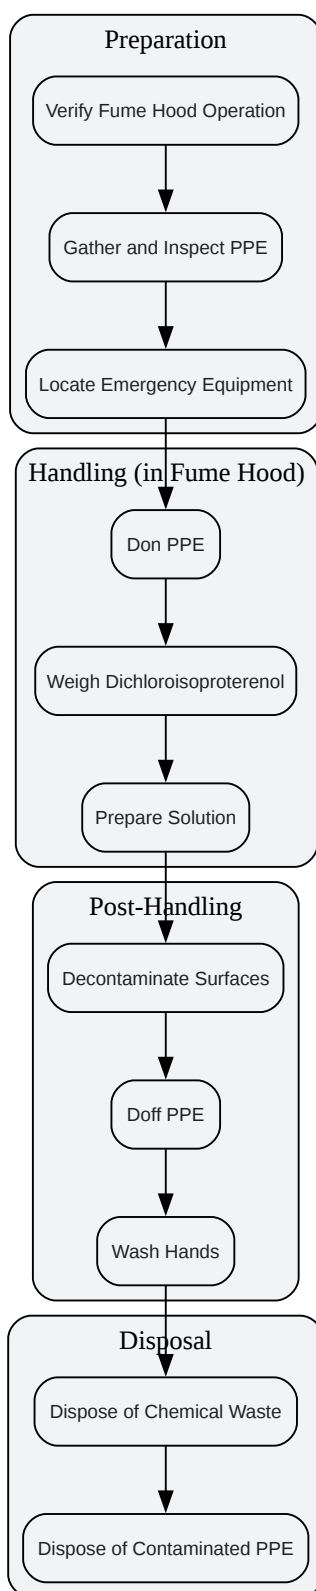 Preparation
Verify Fume Hood Operation
Gather and Inspect PPE
Locate Emergency Equipment
Handling (in Fume Hood)
Don PPE
Weigh Dichloroisoproterenol
Prepare Solution
Post-Handling
Decontaminate Surfaces
Doff PPE
Wash Hands
Disposal
Dispose of Chemical Waste
Dispose of Contaminated PPE